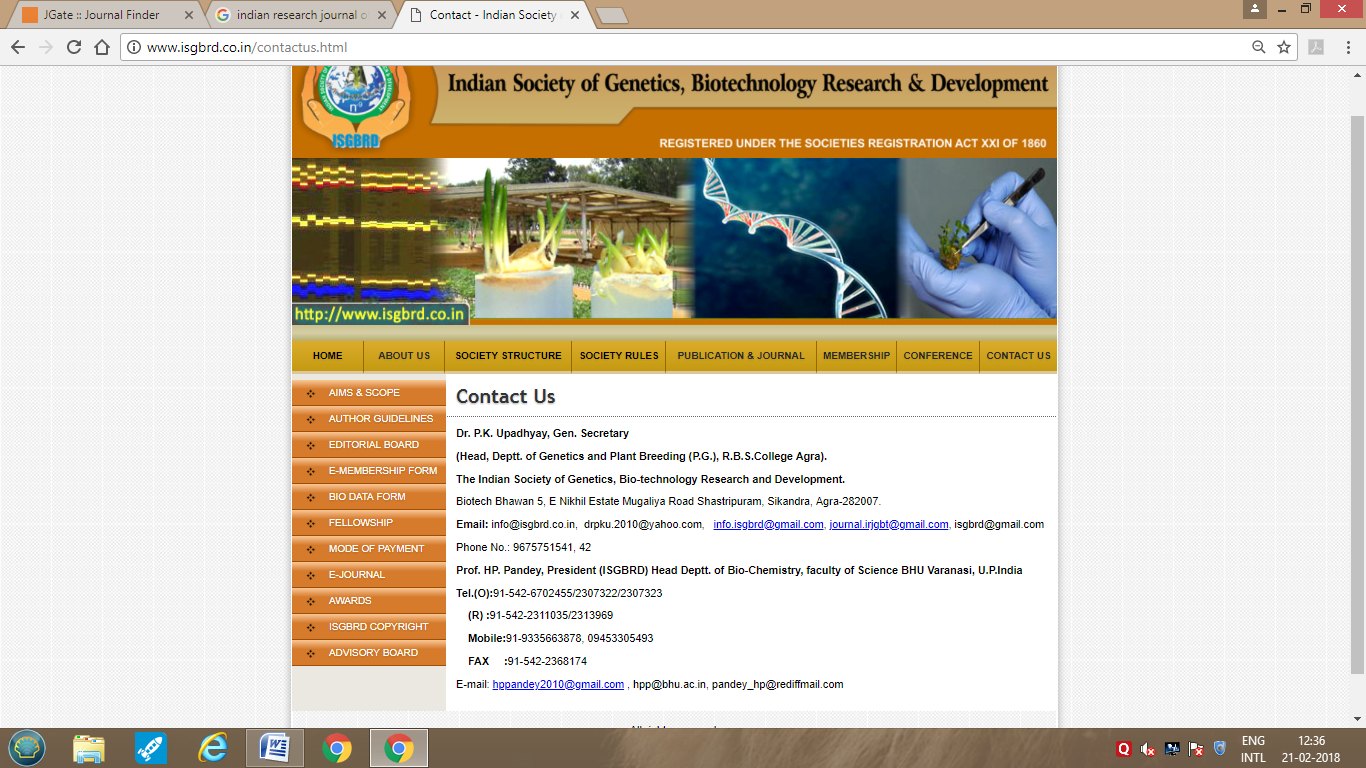 JGate :: Journal Finder
indian research journal o
Contact - Indian Society
www.isgbrd.co.in/contactus.html
Indian Society of Genetics, Biotechnology Research & Development
ISGBRD
REGISTERED UNDER THE SOCIETIES REGISTRATION ACT XXI OF 1860
http://www.isgbrd.co.in
HOME ABOUT US SOCIETY STRUCTURE SOCIETY RULES PUBLICATION & JOURNAL MEMBERSHIP CONFERENCE CONTACT US
AIMS & SCOPE
AUTHOR GUIDELINES
EDITORIAL BOARD
E-MEMBERSHIP FORM
BIO DATA FORM
FELLOWSHIP
MODE OF PAYMENT
E-JOURNAL
AWARDS
ISGBRD COPYRIGHT
ADVISORY BOARD
Contact Us
Dr. P.K. Upadhyay, Gen. Secretary
(Head, Deptt. of Genetics and Plant Breeding (P.G.), R.B.S.College Agra).
The Indian Society of Genetics, Bio-technology Research and Development.
Biotech Bhawan 5, E Nikhil Estate Mugaliya Road Shastripuram, Sikandra, Agra-282007.
Email: info@isgbrd.co.in, drpku.2010@yahoo.com, info.isgbrd@gmail.com, journal.irjgbt@gmail.com, isgbrd@gmail.com
Phone No.: 9675751541, 42
Prof. HP. Pandey, President (ISGBRD) Head Deptt. of Bio-Chemistry, faculty of Science BHU Varanasi, U.P.India
Tel.(O):91-542-6702455/2307322/2307323
(R) :91-542-2311035/2313969
Mobile:91-9335663878, 09453305493
FAX :91-542-2368174
E-mail: hppandey2010@gmail.com , hpp@bhu.ac.in, pandey_hp@rediffmail.com
ENG 12:36
INTL 21-02-2018